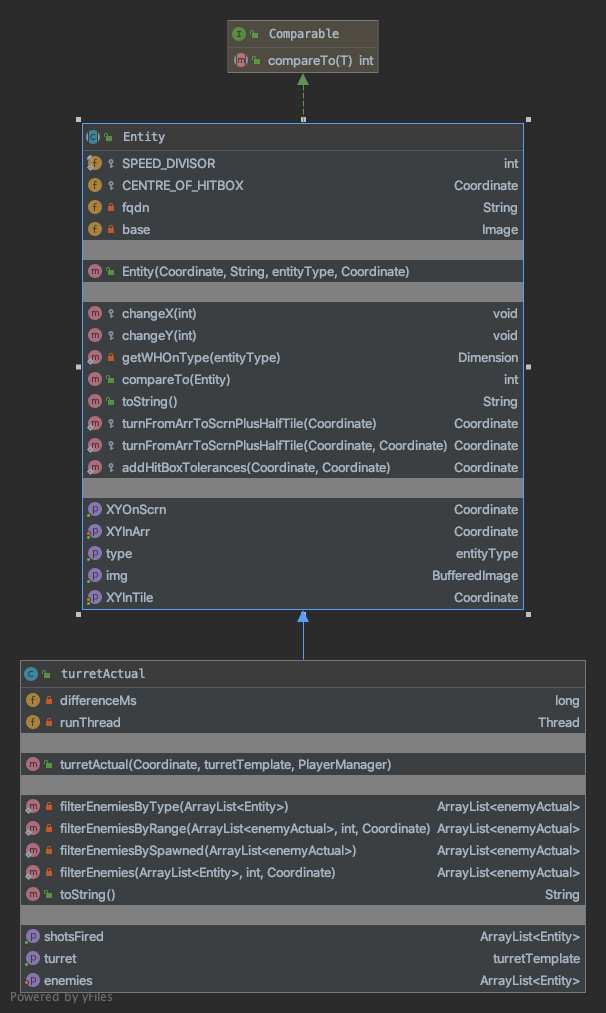 Comparable
compareTo(T) int
Entity
SPEED_DIVISOR int
CENTRE_OF_HITBOX Coordinate
fqdn String
base Image
Entity(Coordinate, String, entityType, Coordinate)
changeX(int) void
changeY(int) void
getWHOnType(entityType) Dimension
compareTo(Entity) int
toString() String
turnFromArrToScrnPlusHalfTile(Coordinate) Coordinate
turnFromArrToScrnPlusHalfTile(Coordinate, Coordinate) Coordinate
addHitBoxTolerances(Coordinate, Coordinate) Coordinate
XYOnScrn Coordinate
XYInArr Coordinate
type entityType
img BufferedImage
XYInTile Coordinate
turretActual
differenceMs long
runThread Thread
turretActual(Coordinate, turretTemplate, PlayerManager)
filterEnemiesByType(ArrayList<Entity>) ArrayList<enemyActual>
filterEnemiesByRange(ArrayList<enemyActual>, int, Coordinate) ArrayList<enemyActual>
filterEnemiesBySpawned(ArrayList<enemyActual>) ArrayList<enemyActual>
filterEnemies(ArrayList<Entity>, int, Coordinate) ArrayList<enemyActual>
toString() String
shotsFired ArrayList<Entity>
turret turretTemplate
enemies ArrayList<Entity>
Powered by yFiles